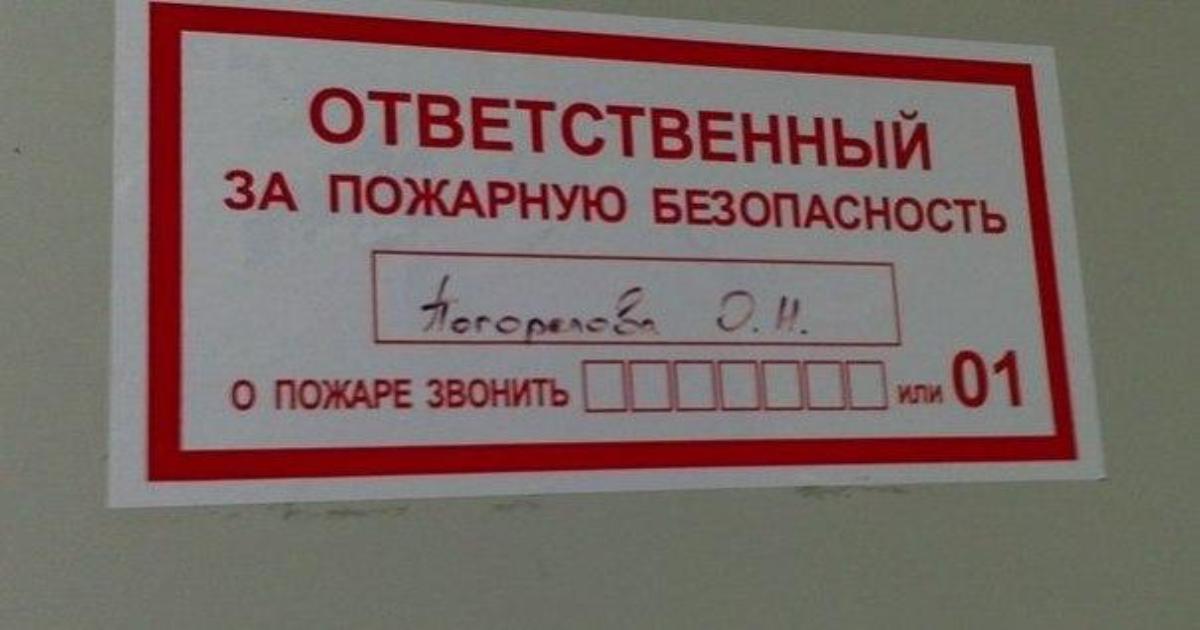 ОТВЕТСТВЕННЫЙ
ЗА ПОЖАРНУЮ БЕЗОПАСНОСТЬ
Погорелова О.Н.
О ПОЖАРЕ ЗВОНИТЬ или 01